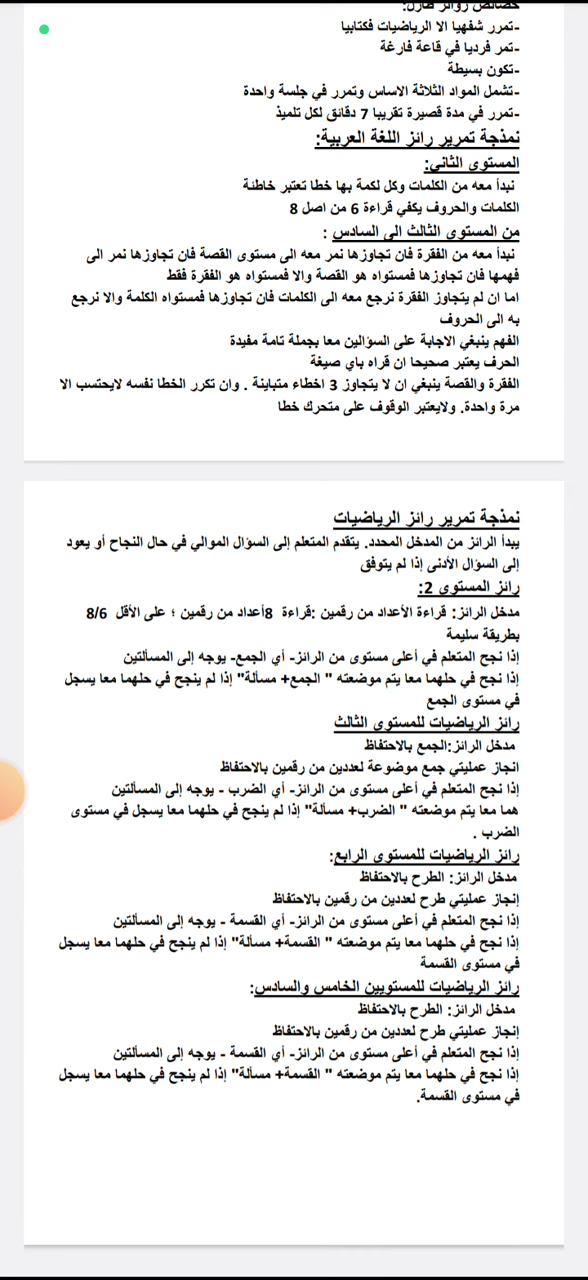 خصائص روائز طارل:
-تمرر شفهيا الا الرياضيات فكتابيا
-تمر فرديا في قاعة فارغة
-تكون بسيطة
-تشمل المواد الثلاثة الاساس وتمرر في جلسة واحدة
-تمرر في مدة قصيرة تقريبا 7 دقائق لكل تلميذ
نمذجة تمرير رائز اللغة العربية:
المستوى الثاني:
نبدأ معه من الكلمات وكل لكمة بها خطا تعتبر خاطئة
الكلمات والحروف يكفي قراءة 6 من اصل 8
من المستوى الثالث الى السادس :
نبدأ معه من الفقرة فان تجاوزها نمر معه الى مستوى القصة فان تجاوزها نمر الى
فهمها فان تجاوزها فمستواه هو القصة والا فمستواه هو الفقرة فقط
اما ان لم يتجاوز الفقرة نرجع معه الى الكلمات فان تجاوزها فمستواه الكلمة والا نرجع
به الى الحروف
الفهم ينبغي الاجابة على السؤالين معا بجملة تامة مفيدة
الحرف يعتبر صحيحا ان قراه باي صيغة
الفقرة والقصة ينبغي ان لا يتجاوز 3 اخطاء متباينة . وان تكرر الخطا نفسه لايحتسب الا
مرة واحدة. ولايعتبر الوقوف على متحرك خطا
نمذجة تمرير رائز الرياضيات
يبدأ الرائز من المدخل المحدد. يتقدم المتعلم إلى السؤال الموالي في حال النجاح أو يعود
إلى السؤال الأدنى إذا لم يتوفق
رائز المستوى 2:
مدخل الرائز: قراءة الأعداد من رقمين :قراءة 8أعداد من رقمين ؛ على الأقل 8/6
بطريقة سليمة
إذا نجح المتعلم في أعلى مستوى من الرائز- أي الجمع- يوجه إلى المسألتين
إذا نجح في حلهما معا يتم موضعته " الجمع+ مسألة" إذا لم ينجح في حلهما معا يسجل
في مستوى الجمع
رائز الرياضيات للمستوى الثالث
مدخل الرائز:الجمع بالاحتفاظ
انجاز عمليتي جمع موضوعة لعددين من رقمين بالاحتفاظ
إذا نجح المتعلم في أعلى مستوى من الرائز- أي الضرب - يوجه إلى المسألتين
هما معا يتم موضعته " الضرب+ مسألة" إذا لم ينجح في حلهما معا يسجل في مستوى
الضرب .
رائز الرياضيات للمستوى الرابع:
مدخل الرائز: الطرح بالاحتفاظ
إنجاز عمليتي طرح لعددين من رقمين بالاحتفاظ
إذا نجح المتعلم في أعلى مستوى من الرائز- أي القسمة - يوجه إلى المسألتين
إذا نجح في حلهما معا يتم موضعته " القسمة+ مسألة" إذا لم ينجح في حلهما معا يسجل
في مستوى القسمة
رائز الرياضيات للمستويين الخامس والسادس:
مدخل الرائز: الطرح بالاحتفاظ
إنجاز عمليتي طرح لعددين من رقمين بالاحتفاظ
إذا نجح المتعلم في أعلى مستوى من الرائز- أي القسمة - يوجه إلى المسألتين
إذا نجح في حلهما معا يتم موضعته " القسمة+ مسألة" إذا لم ينجح في حلهما معا يسجل
في مستوى القسمة.